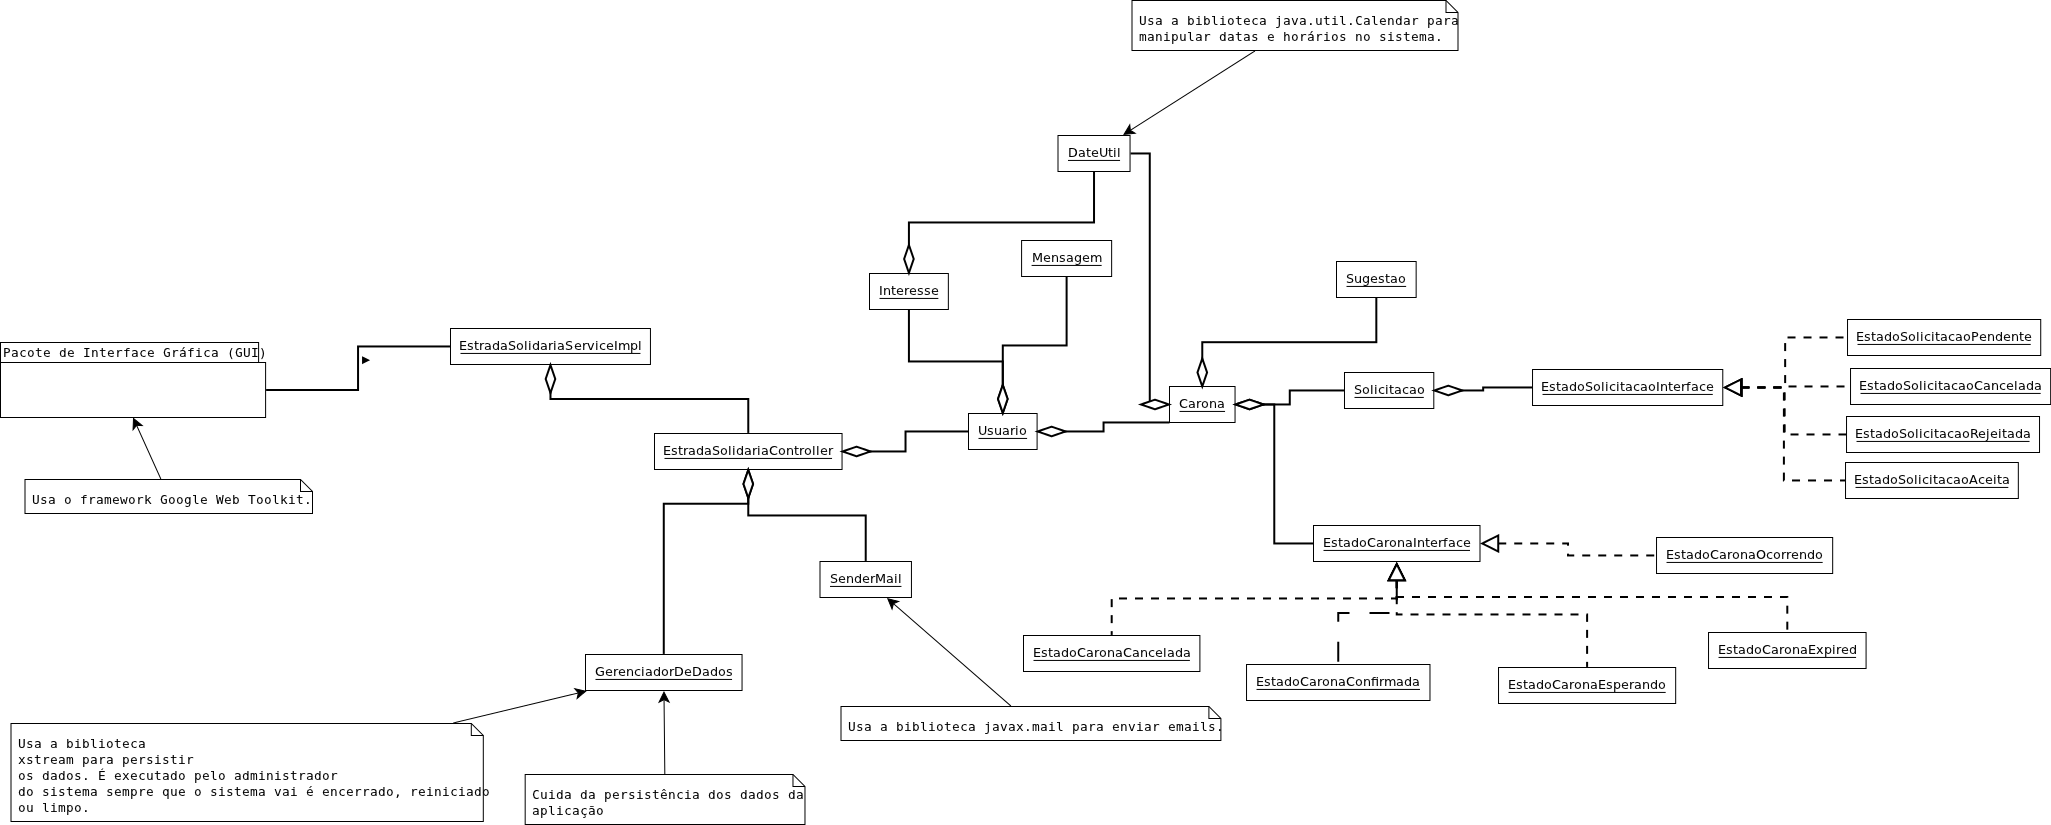 Usa a biblioteca java.util.Calendar para
manipular datas e horários no sistema.
DateUtil
Mensagem
Interesse
Sugestao
Pacote de Interface Gráfica (GUI)
EstradaSolidariaServiceImpl
EstradaSolidariaController
Usuario
Carona
Solicitacao
EstadoSolicitacaoInterface
EstadoSolicitacaoPendente
EstadoSolicitacaoCancelada
EstadoSolicitacaoRejeitada
EstadoSolicitacaoAceita
Usa o framework Google Web Toolkit.
EstadoCaronaInterface
EstadoCaronaOcorrendo
SenderMail
EstadoCaronaCancelada
EstadoCaronaConfirmada
EstadoCaronaEsperando
EstadoCaronaExpired
GerenciadorDeDados
Usa a biblioteca javax.mail para enviar emails.
Usa a biblioteca
xstream para persistir
os dados. É executado pelo administrador
do sistema sempre que o sistema vai é encerrado, reiniciado
ou limpo.
Cuida da persistência dos dados da
aplicação